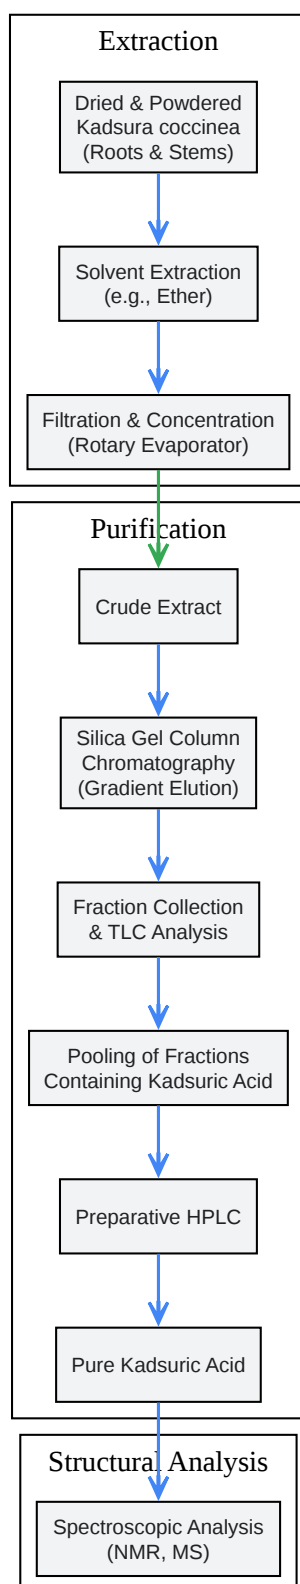 Extraction
Dried & Powdered
Kadsura coccinea
(Roots & Stems)
Solvent Extraction
(e.g., Ether)
Filtration & Concentration
(Rotary Evaporator)
Purification
Crude Extract
Silica Gel Column
Chromatography
(Gradient Elution)
Fraction Collection
& TLC Analysis
Pooling of Fractions
Containing Kadsuric Acid
Preparative HPLC
Pure Kadsuric Acid
Structural Analysis
Spectroscopic Analysis
(NMR, MS)